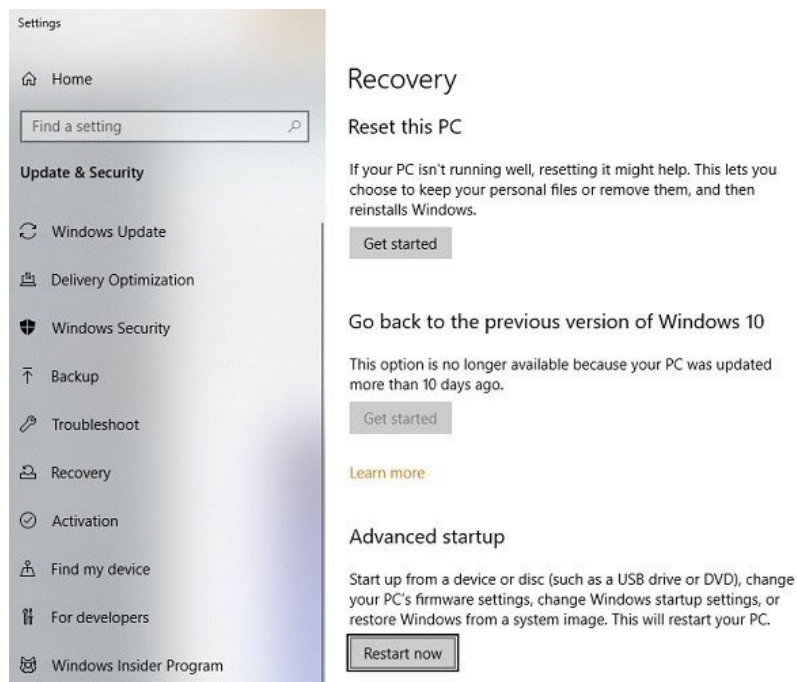 Settings
Home
Find a setting
Update & Security
Windows Update
Delivery Optimization
Windows Security
Backup
Troubleshoot
Recovery
Activation
Find my device
For developers
Windows Insider Program
Recovery
Reset this PC
If your PC isn't running well, resetting it might help. This lets you
choose to keep your personal files or remove them, and then
reinstalls Windows.
Get started
Go back to the previous version of Windows 10
This option is no longer available because your PC was updated
more than 10 days ago.
Get started
Learn more
Advanced startup
Start up from a device or disc (such as a USB drive or DVD), change
your PC's firmware settings, change Windows startup settings, or
restore Windows from a system image. This will restart your PC.
Restart now